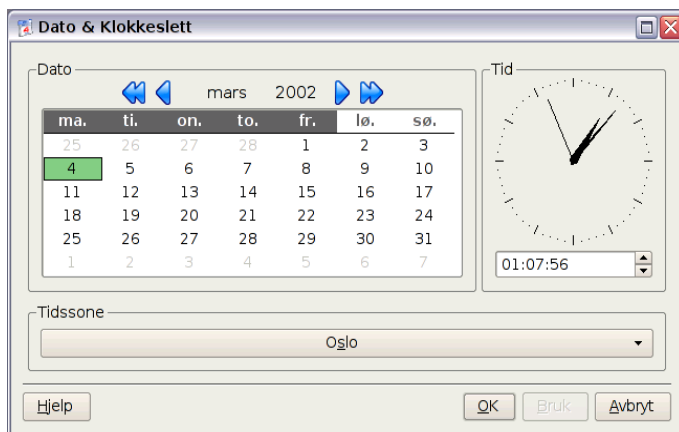 Dato & Klokkeslett
Dato
mars 2002
ma. ti. on. to. fr. lø. sø.
25 26 27 28 1 2 3
4 5 6 7 8 9 10
11 12 13 14 15 16 17
18 19 20 21 22 23 24
25 26 27 28 29 30 31
1 2 3 4 5 6 7
Tid
01:07:56
Tidssone
Oslo
Hjelp
OK Bruk Avbryt